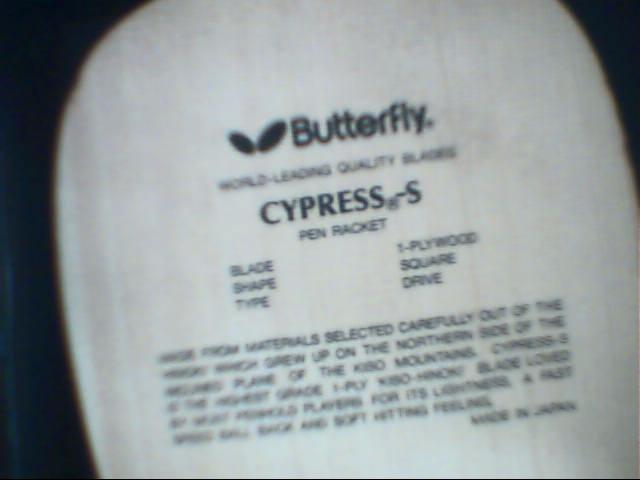 Butterfly.
WORLD-LEADING QUALITY BLADES
CYPRESS®-S
PEN RACKET
BLADE 1-PLYWOOD
SHAPE SQUARE
TYPE DRIVE
MADE FROM MATERIALS SELECTED CAREFULLY OUT OF THE
HINOKI WHICH GREW UP ON THE NORTHERN SIDE OF THE
PLANE OF THE KISO MOUNTAINS. CYPRESS-S
IS THE HIGHEST GRADE 1-PLY KISO-HINOKI BLADE LOVED
BY MOST PENHOLD PLAYERS FOR ITS LIGHTNESS, A FAST
SPEED BALL BACK AND SOFT HITTING FEELING.
MADE IN JAPAN